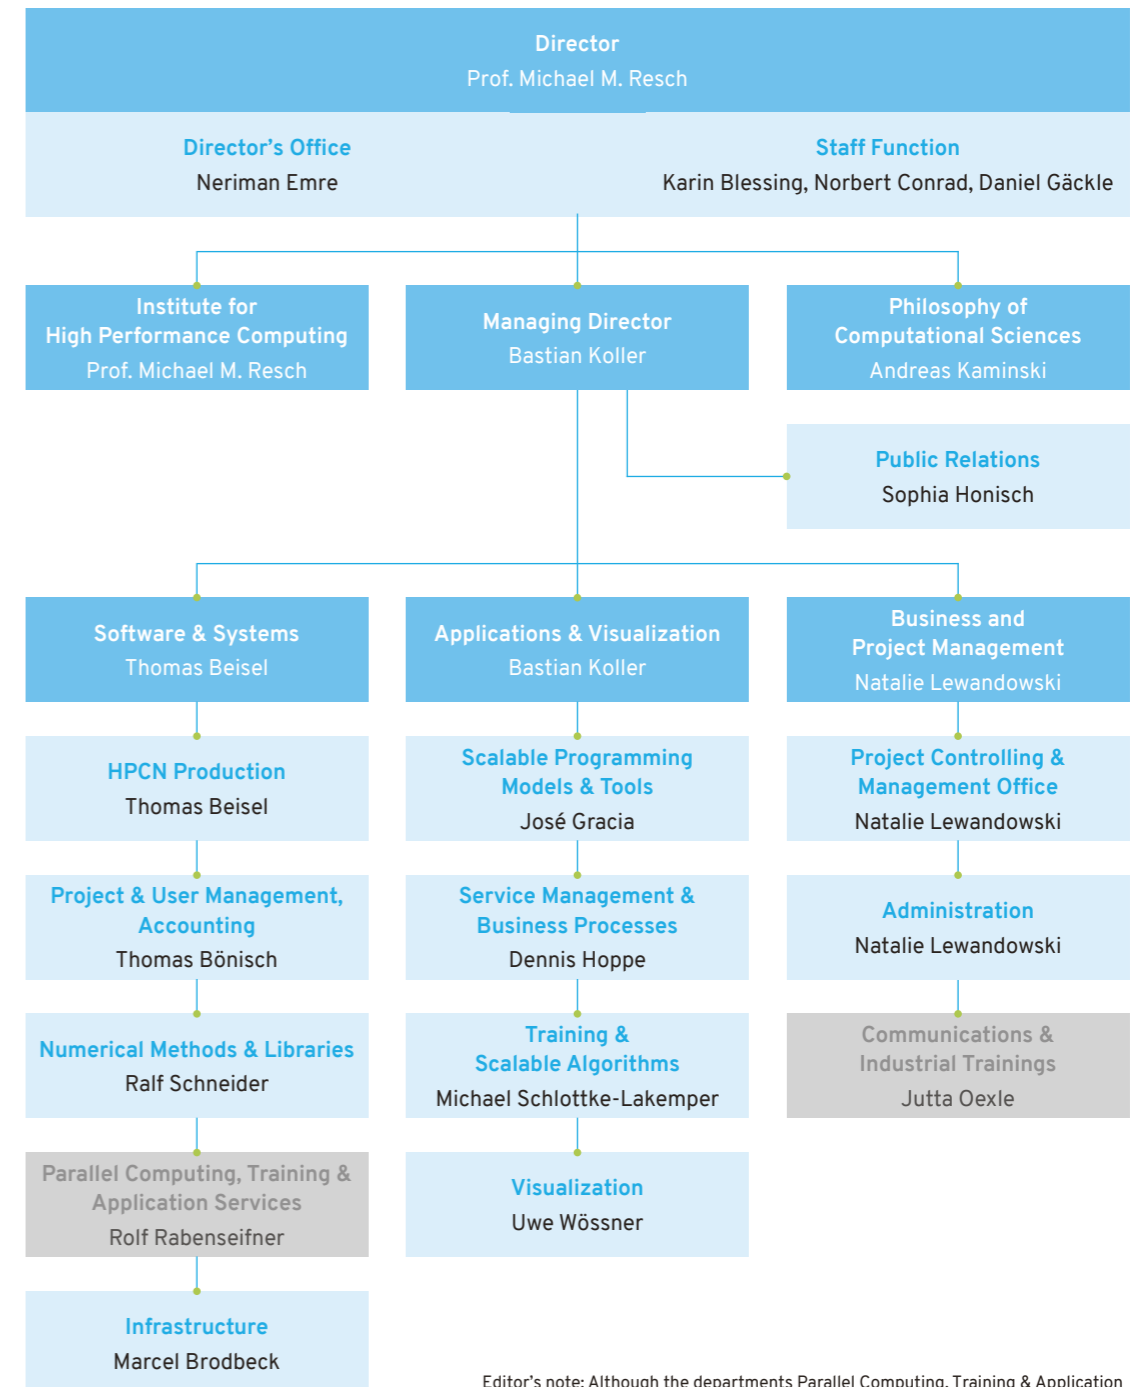 Director
Prof. Michael M. Resch
Director's Office
Neriman Emre
Staff Function
Karin Blessing, Norbert Conrad, Daniel Gäckle
Institute for
High Performance Computing
Prof. Michael M. Resch
Managing Director
Bastian Koller
Philosophy of
Computational Sciences
Andreas Kaminski
Public Relations
Sophia Honisch
Software & Systems
Thomas Beisel
Applications & Visualization
Bastian Koller
Business and
Project Management
Natalie Lewandowski
HPCN Production
Thomas Beisel
Scalable Programming
Models & Tools
José Gracia
Project Controlling &
Management Office
Natalie Lewandowski
Project & User Management,
Accounting
Thomas Bönisch
Service Management &
Business Processes
Dennis Hoppe
Administration
Natalie Lewandowski
Numerical Methods & Libraries
Ralf Schneider
Training &
Scalable Algorithms
Michael Schlottke-Lakemper
Communications &
Industrial Trainings
Jutta Oexle
Parallel Computing, Training &
Application Services
Rolf Rabenseifner
Visualization
Uwe Wössner
Infrastructure
Marcel Brodbeck
Editor's note: Although the departments Parallel Computing, Training & Application